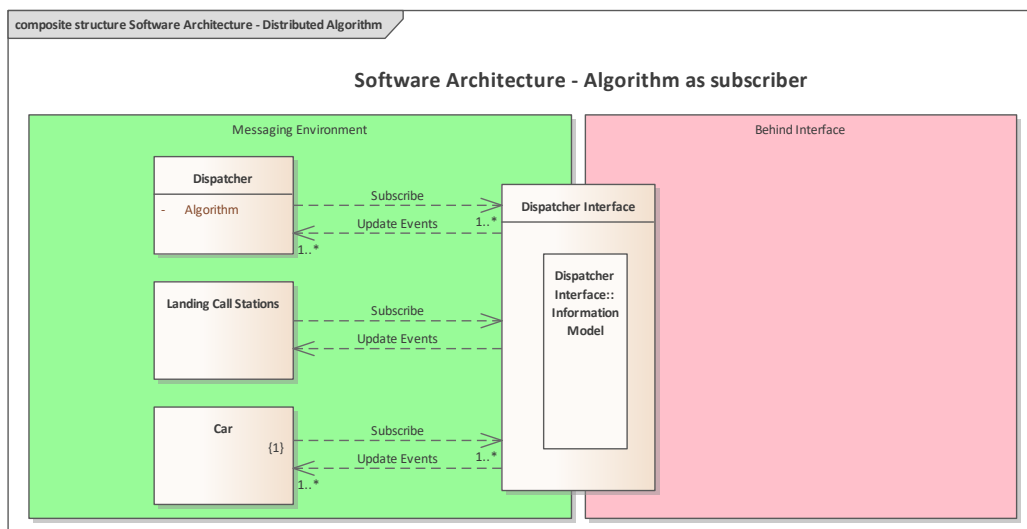 composite structure Software Architecture - Distributed Algorithm
Software Architecture - Algorithm as subscriber
Messaging Environment
Behind Interface
Dispatcher
- Algorithm
Subscribe
Update Events
1..*
1..*
Dispatcher Interface
Dispatcher
Interface::
Information
Model
Landing Call Stations
Subscribe
Update Events
Car
{1}
Subscribe
Update Events
1..*
1..*